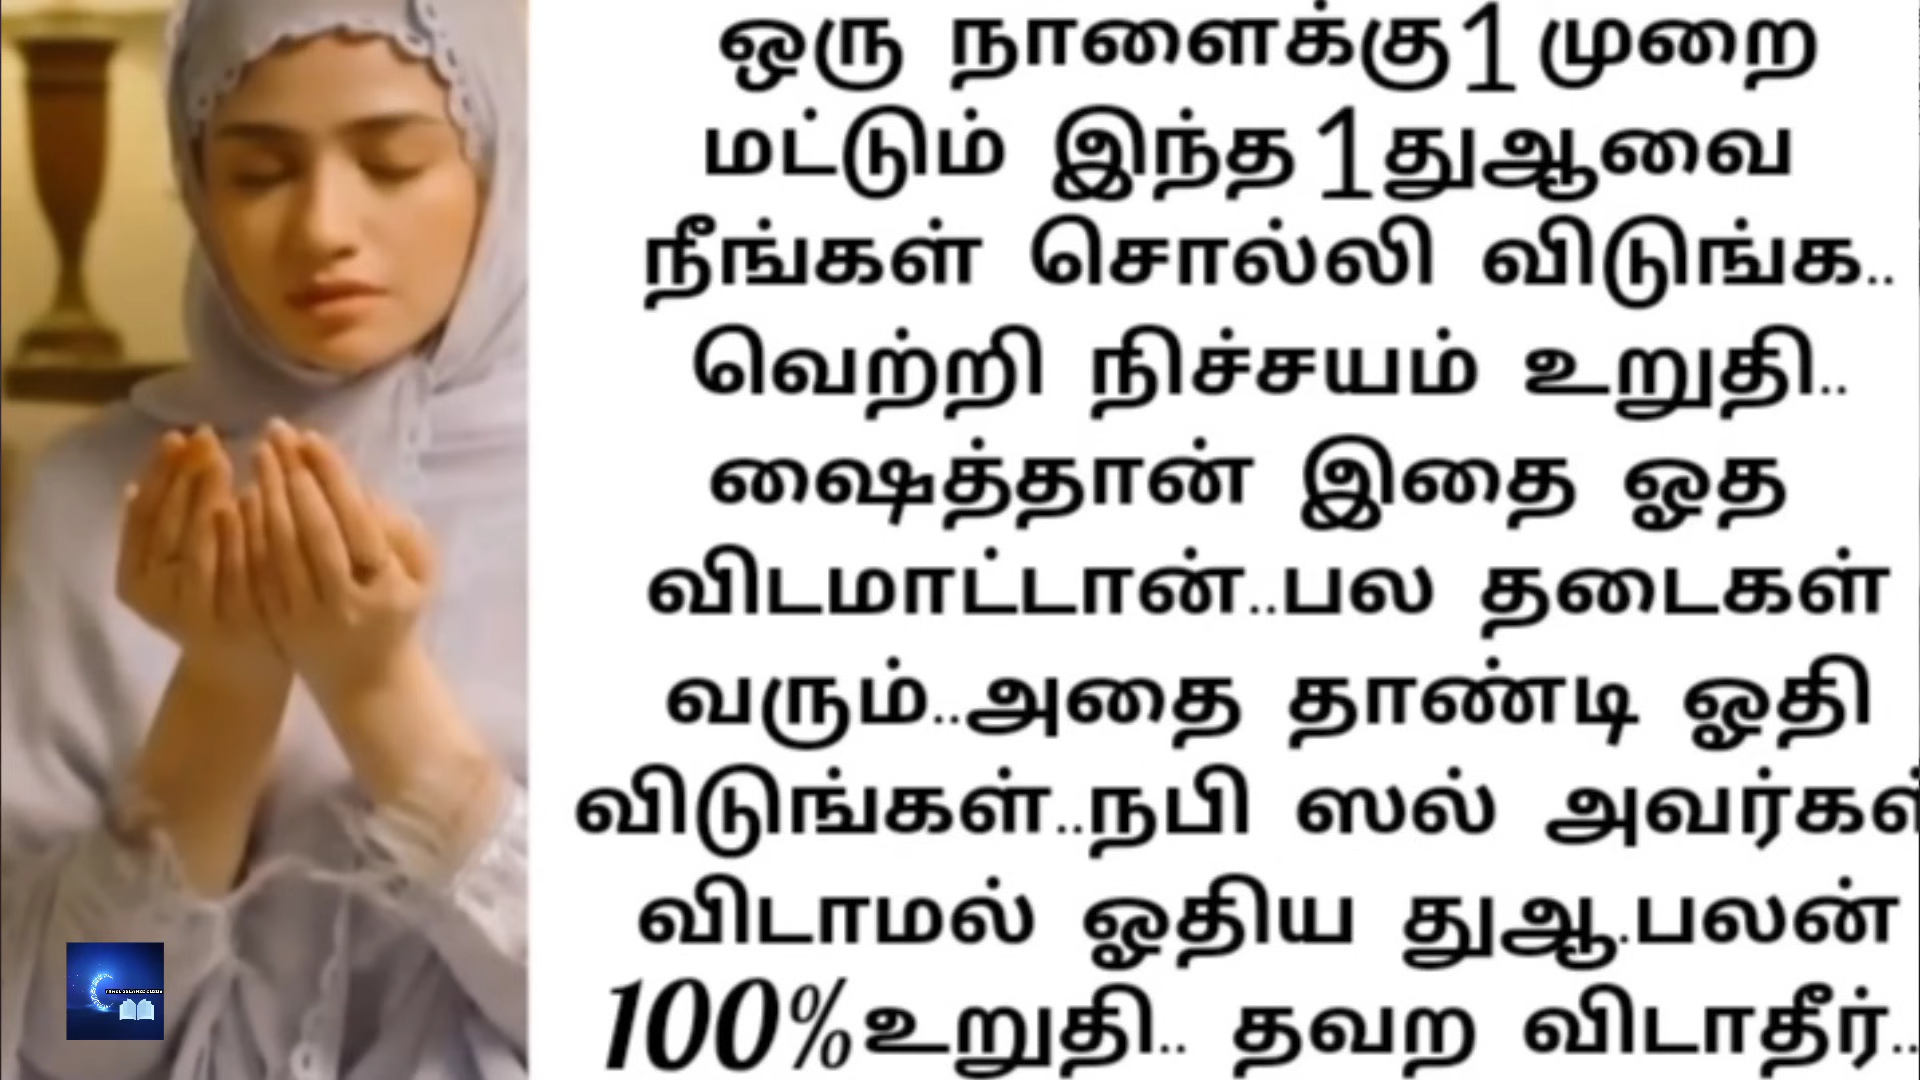 ஒரு நாளைக்கு1 முறை
மட்டும் இந்த 1துஆவை
நீங்கள் சொல்லி விடுங்க..
வெற்றி நிச்சயம் உறுதி..
ஷைத்தான் இதை ஓத
விடமாட்டான்..பல தடைகள்
வரும்..அதை தாண்டி ஓதி
விடுங்கள்..நபி ஸல் அவர்கள்
விடாமல் ஓதிய துஆ.பலன்
100%உறுதி.. தவற விடாதீர்..